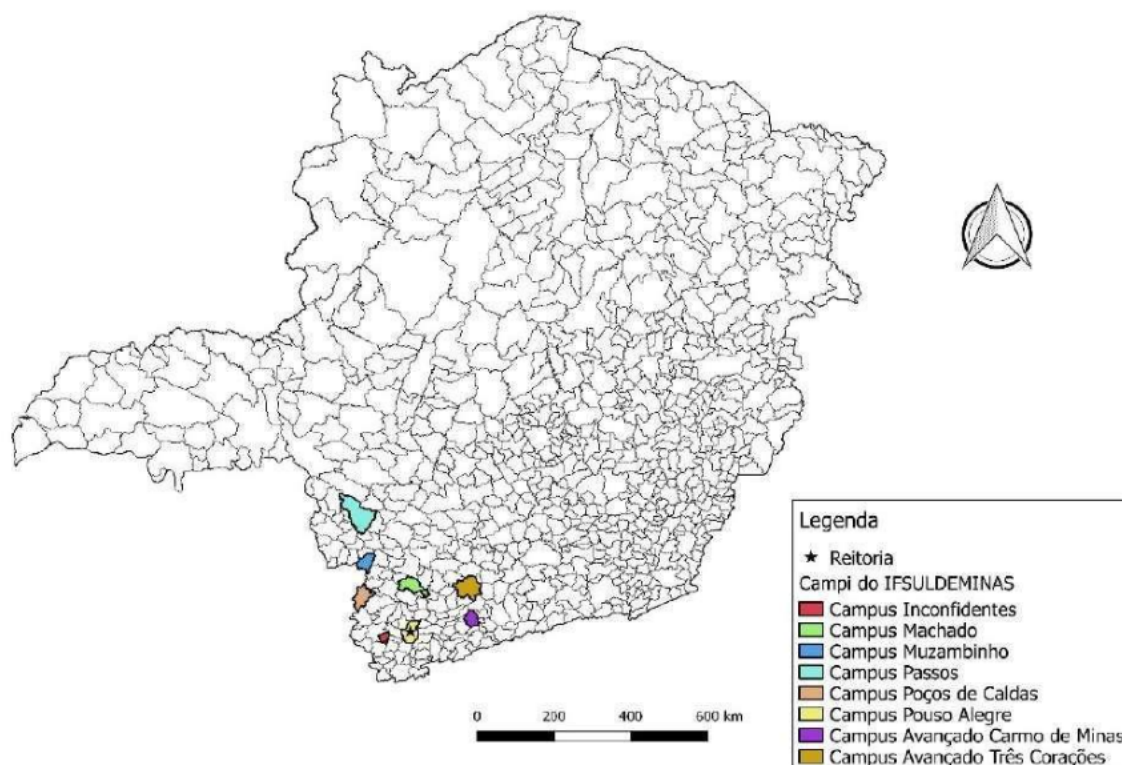 Legenda
Reitoria
Campi do IFSULDEMINAS
Campus Inconfidentes
Campus Machado
Campus Muzambinho
Campus Passos
Campus Poços de Caldas
Campus Pouso Alegre
Campus Avançado Carmo de Minas
Campus Avançado Três Corações
0 200 400 600 km